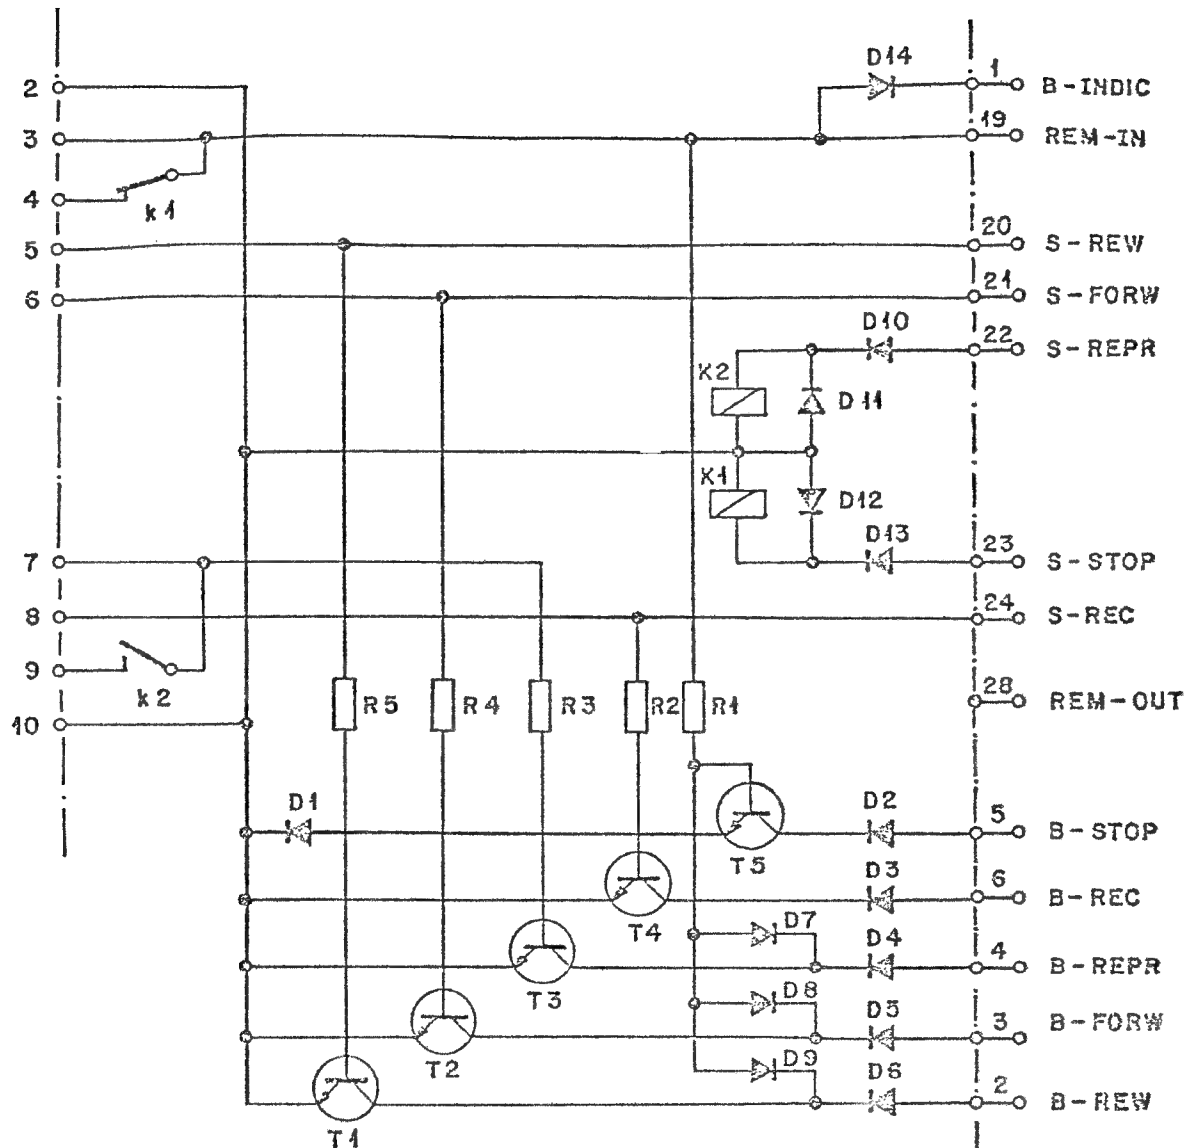 D14
2 1 B-INDIC
3 19 REM-IN
4 k1
5 20 S-REW
6 21 S-FORW
D10 22 S-REPR
K2 D11
K1 D12
D13
7 23 S-STOP
8 24 S-REC
9 k2
R5 R4 R3 R2 R1
28 REM-OUT
10
D1 D2 5 B-STOP
T5
D3 6 B-REC
T4
D7 D4 4 B-REPR
T3
D8 D5 3 B-FORW
T2
D9 D6 2 B-REW
T1